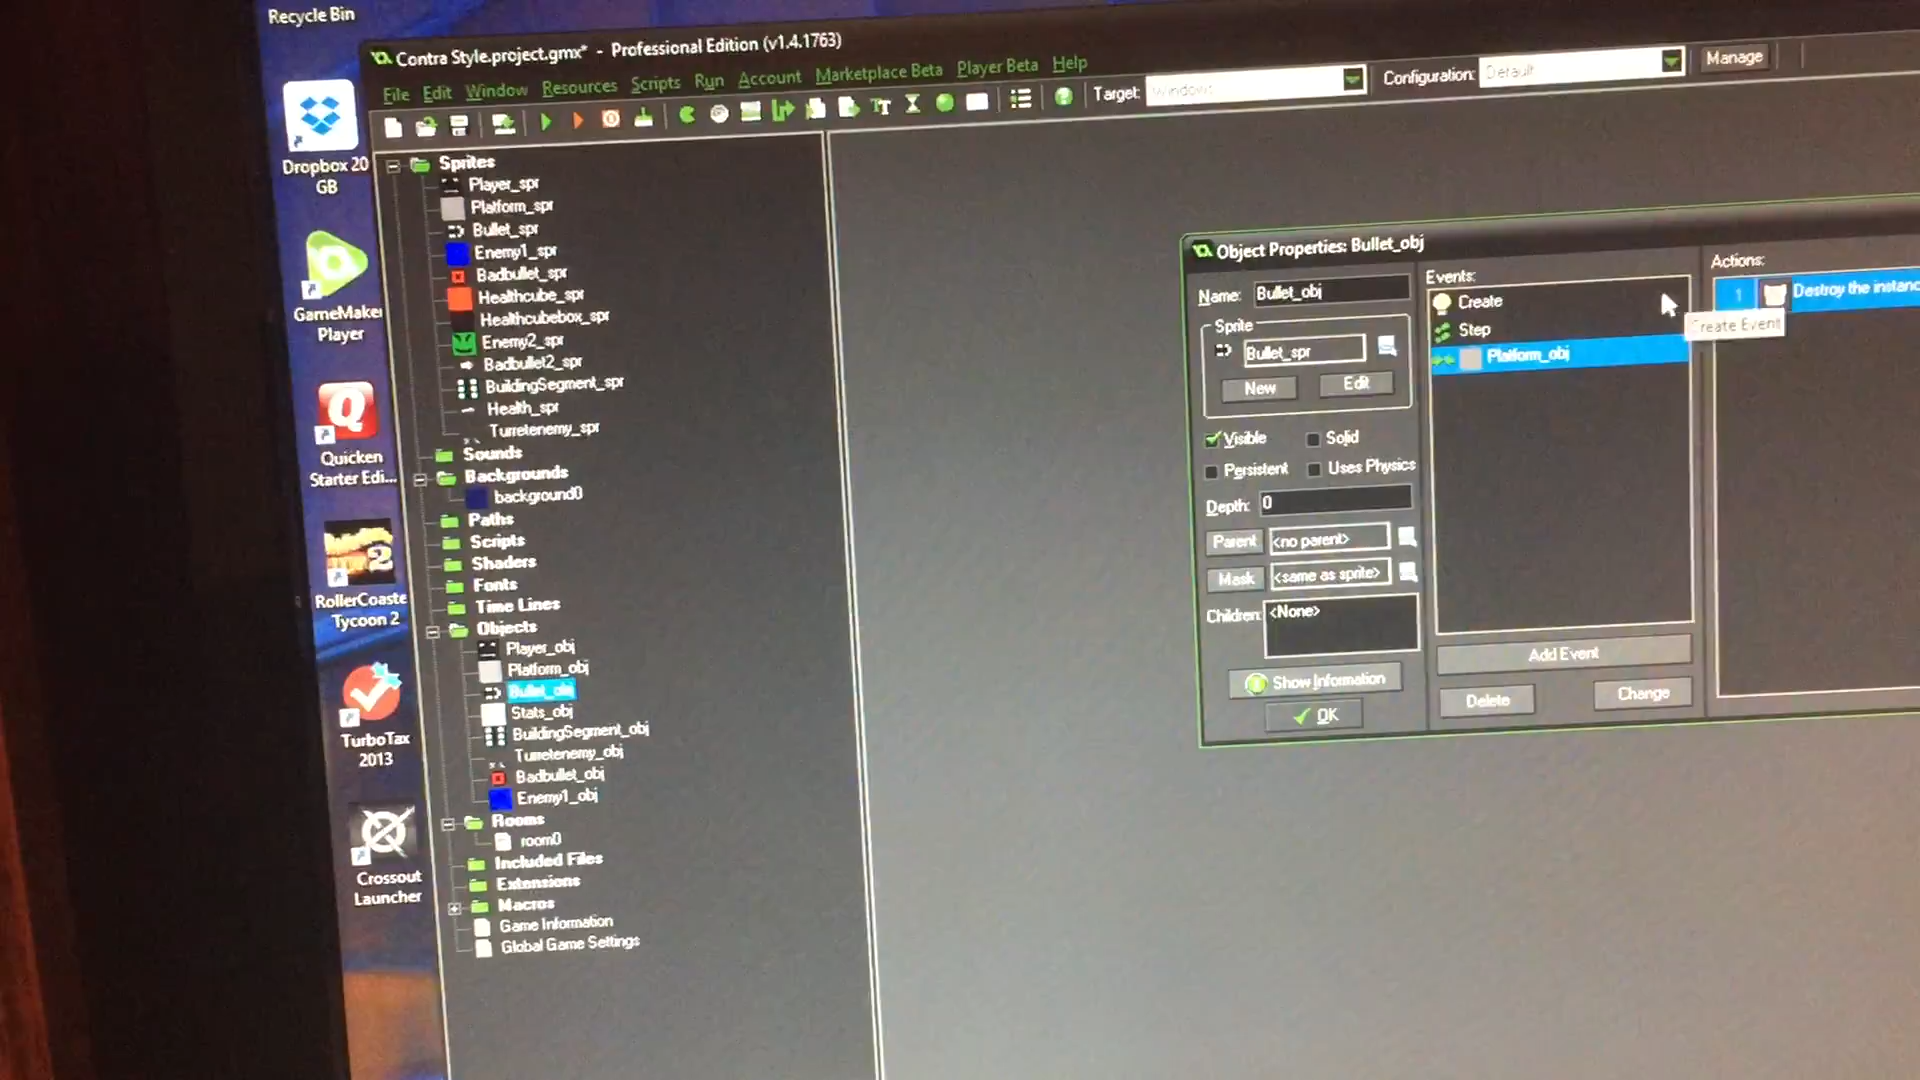 Recycle Bin
Dropbox 20
GB
GameMaker
Player
Quicken
Starter Edi...
RollerCoaste
Tycoon 2
TurboTax
2013
Crossout
Launcher
Contra Style.project.gmx* - Professional Edition (v1.4.1763)
File Edit Window Resources Scripts Run Account Marketplace Beta Player Beta Help
Target: Windows Configuration: Default Manage
Sprites
Player_spr
Platform_spr
Bullet_spr
Enemy1_spr
Badbullet_spr
Healthcube_spr
Healthcubebox_spr
Enemy2_spr
Badbullet2_spr
BuildingSegment_spr
Health_spr
Turretenemy_spr
Sounds
Backgrounds
background0
Paths
Scripts
Shaders
Fonts
Time Lines
Objects
Player_obj
Platform_obj
Bullet_obj
Stats_obj
BuildingSegment_obj
Turretenemy_obj
Badbullet_obj
Enemy1_obj
Rooms
room0
Included Files
Extensions
Macros
Game Information
Global Game Settings
Object Properties: Bullet_obj
Name: Bullet_obj
Sprite
Bullet_spr
New Edit
Visible Solid
Persistent Uses Physics
Depth: 0
Parent <no parent>
Mask <same as sprite>
Children: <None>
Show Information
OK
Events:
Create
Step
Platform_obj
Create Event
Add Event
Delete Change
Actions:
1 Destroy the instanc